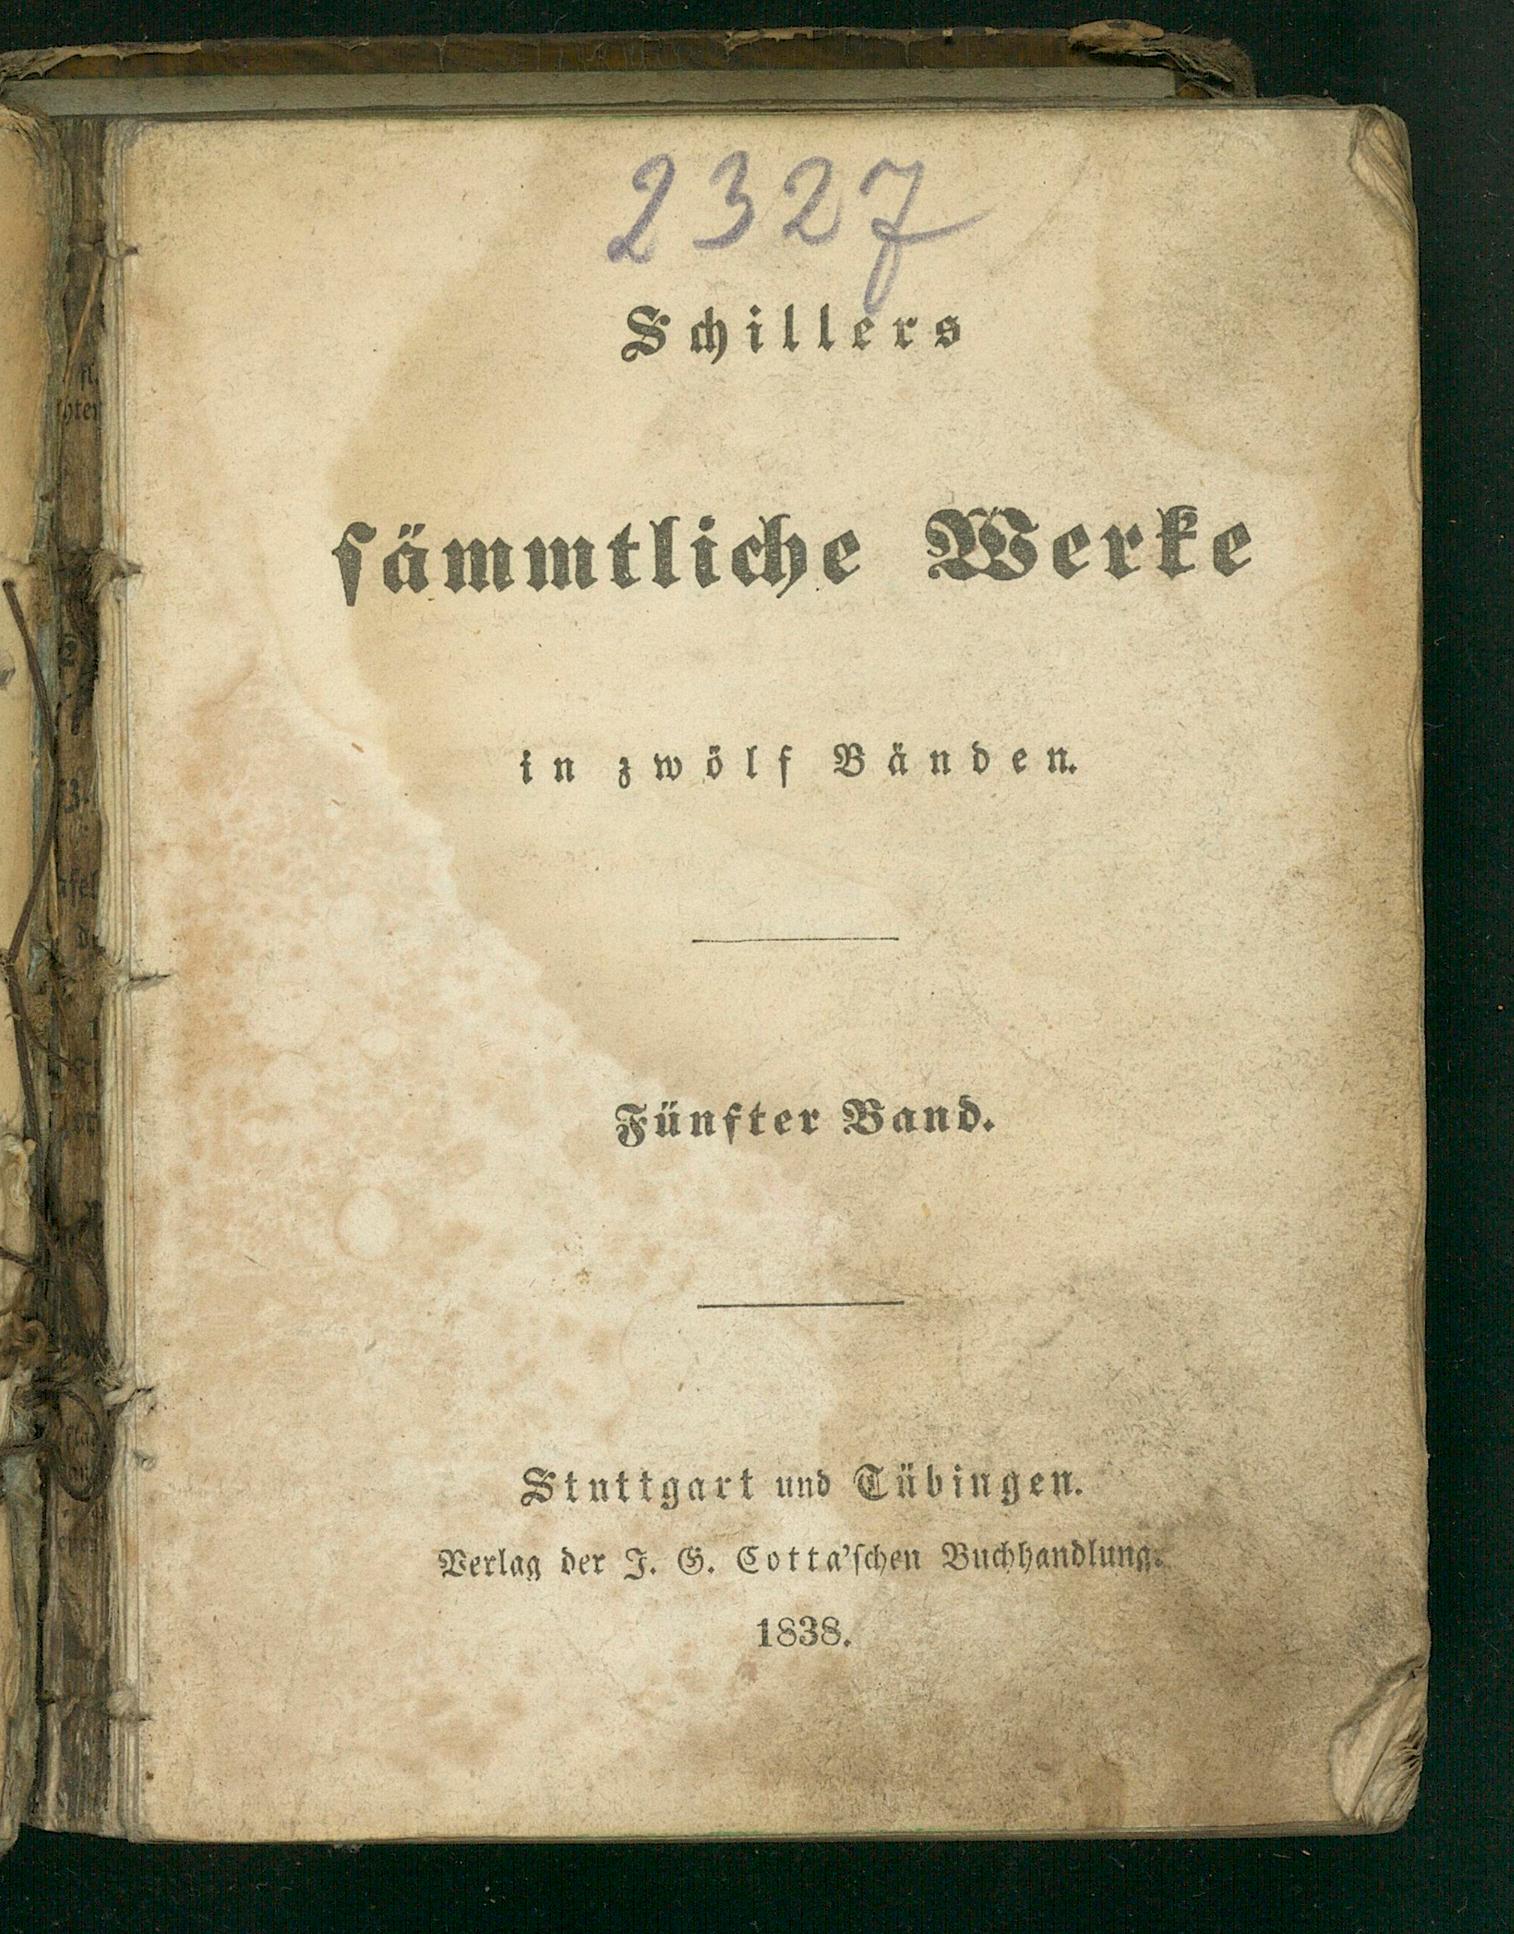 2327
Schillers
ſämmtliche Werke
in zwölf Bänden.
Fünfter Band.
Stuttgart und Tübingen.
Verlag der J. G. Cotta'ſchen Buchhandlung.
1838.